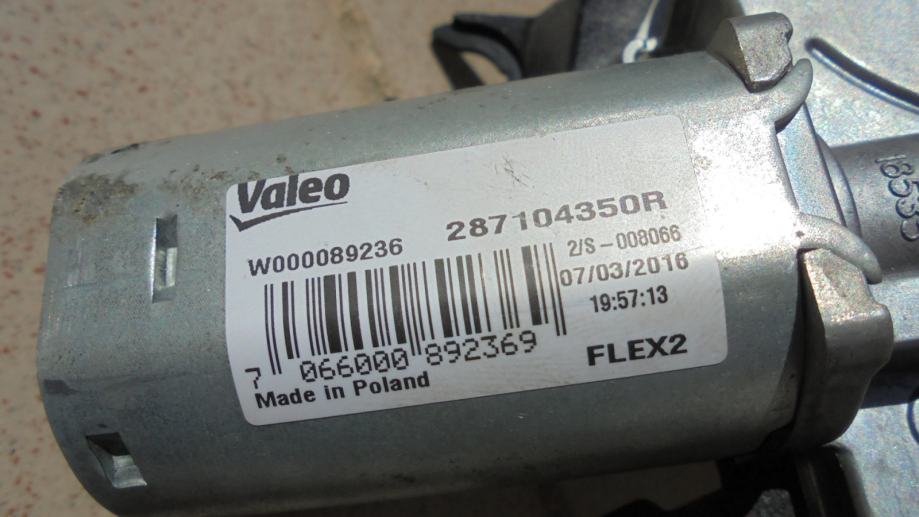 Valeo
287104350R
W000089236
2/S-008066
07/03/2016
19:57:13
7 066000 892369
FLEX2
Made in Poland